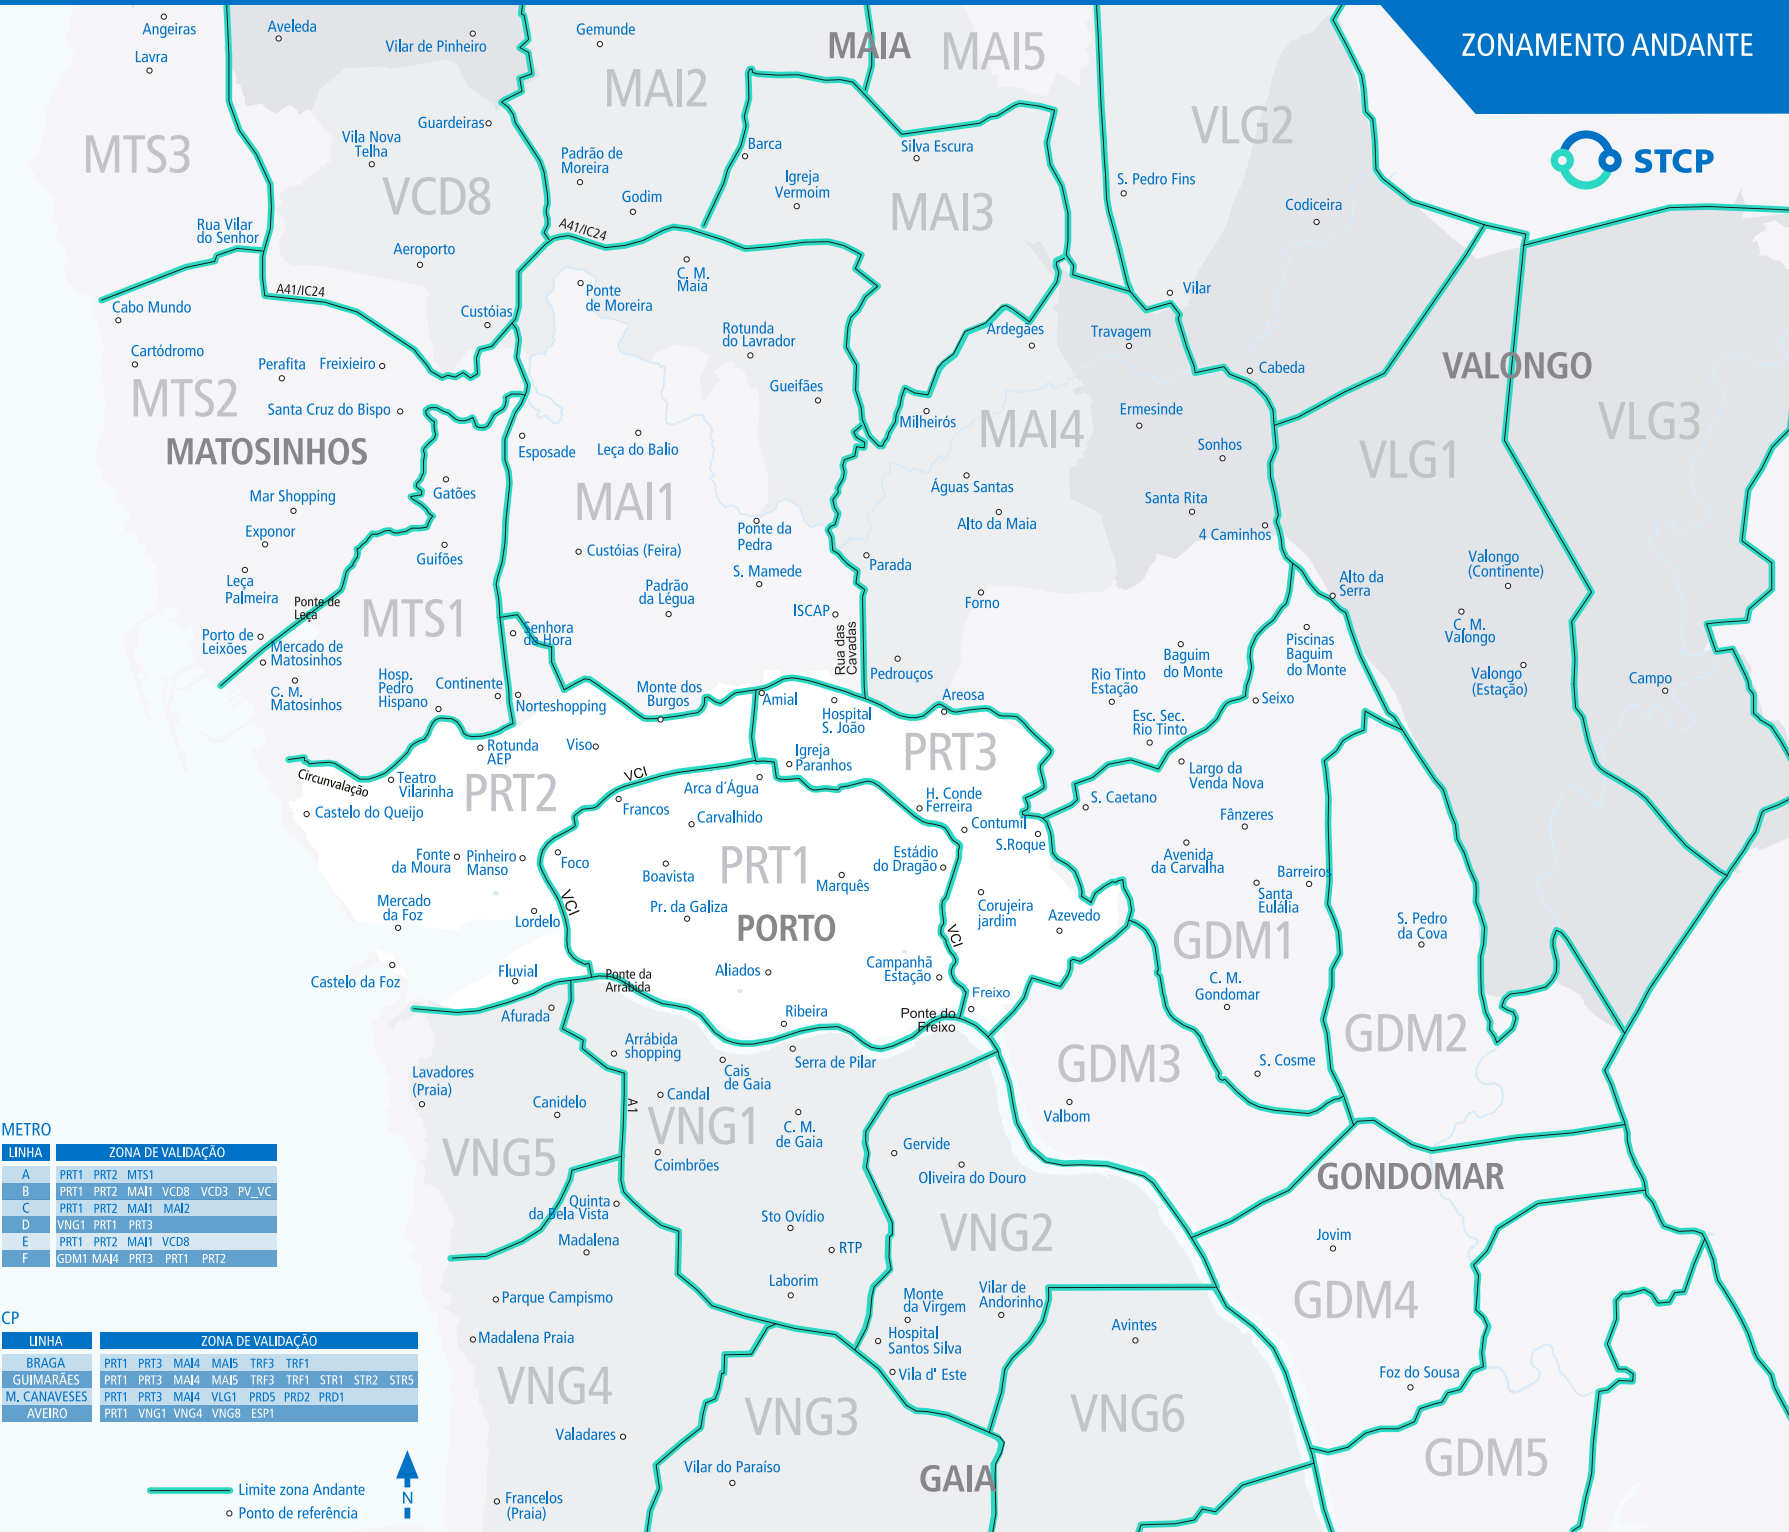 ZONAMENTO ANDANTE
STCP
Angeiras
Aveleda
Vilar de Pinheiro
Gemunde
MAIA
MAI5
Lavra
MAI2
Guardeiras
VLG2
MTS3
Vila Nova
Telha
Padrão de
Moreira
Barca
Silva Escura
Igreja
Vermoim
VCD8
Godim
MAI3
S. Pedro Fins
Codiceira
Rua Vilar
do Senhor
A41/IC24
Aeroporto
C. M.
Maia
A41/IC24
Ponte
de Moreira
Vilar
Cabo Mundo
Custóias
Rotunda
do Lavrador
Ardegães
Travagem
Cartódromo
Perafita
Freixieiro
Gueifães
Cabeda
VALONGO
MTS2
Santa Cruz do Bispo
Milheirós
MAI4
Ermesinde
VLG3
MATOSINHOS
Esposade
Leça do Balio
Sonhos
VLG1
Mar Shopping
Gatões
MAI1
Águas Santas
Santa Rita
Alto da Maia
4 Caminhos
Exponor
Guifões
Custóias (Feira)
Ponte da
Pedra
Parada
Valongo
(Continente)
Leça
Palmeira
Ponte de
Leça
Padrão
da Légua
S. Mamede
Forno
Alto da
Serra
MTS1
ISCAP
Rua das
Cavadas
C. M.
Valongo
Porto de
Leixões
Mercado de
Matosinhos
Senhora
da Hora
Pedrouços
Baguim
do Monte
Piscinas
Baguim
do Monte
Valongo
(Estação)
Campo
C. M.
Matosinhos
Hosp.
Pedro
Hispano
Continente
Norteshopping
Monte dos
Burgos
Amial
Hospital
S. João
Areosa
Rio Tinto
Estação
Seixo
Esc. Sec.
Rio Tinto
Rotunda
AEP
Viso
Igreja
Paranhos
PRT3
Circunvalação
Teatro
Vilarinha
PRT2
VCI
Arca d´Água
Largo da
Venda Nova
Castelo do Queijo
Francos
Carvalhido
H. Conde
Ferreira
Contumil
S.Roque
S. Caetano
Fânzeres
Fonte
da Moura
Pinheiro
Manso
Foco
Boavista
PRT1
Marquês
Estádio
do Dragão
Avenida
da Carvalha
Barreiros
Santa
Eulália
Mercado
da Foz
Lordelo
VCI
Pr. da Galiza
PORTO
VCI
Corujeira
jardim
Azevedo
GDM1
S. Pedro
da Cova
Castelo da Foz
Fluvial
Ponte da
Arrábida
Aliados
Campanhã
Estação
C. M.
Gondomar
Afurada
Ribeira
Ponte do
Freixo
Freixo
GDM2
Arrábida
shopping
Serra de Pilar
GDM3
S. Cosme
Lavadores
(Praia)
Canidelo
A1
Candal
Cais
de Gaia
Valbom
VNG1
C. M.
de Gaia
VNG5
Coimbrões
Gervide
Oliveira do Douro
GONDOMAR
Quinta
da Bela Vista
Sto Ovídio
VNG2
Madalena
RTP
Jovim
Laborim
Parque Campismo
Monte
da Virgem
Vilar de
Andorinho
GDM4
Madalena Praia
Hospital
Santos Silva
Avintes
Vila d' Este
Foz do Sousa
VNG4
VNG3
VNG6
Valadares
Vilar do Paraíso
GAIA
GDM5
Francelos
(Praia)
METRO
LINHA ZONA DE VALIDAÇÃO
A PRT1 PRT2 MTS1
B PRT1 PRT2 MAI1 VCD8 VCD3 PV_VC
C PRT1 PRT2 MAI1 MAI2
D VNG1 PRT1 PRT3
E PRT1 PRT2 MAI1 VCD8
F GDM1 MAI4 PRT3 PRT1 PRT2
CP
LINHA ZONA DE VALIDAÇÃO
BRAGA PRT1 PRT3 MAI4 MAI5 TRF3 TRF1
GUIMARÃES PRT1 PRT3 MAI4 MAI5 TRF3 TRF1 STR1 STR2 STR5
M. CANAVESES PRT1 PRT3 MAI4 VLG1 PRD5 PRD2 PRD1
AVEIRO PRT1 VNG1 VNG4 VNG8 ESP1
Limite zona Andante
Ponto de referência
N